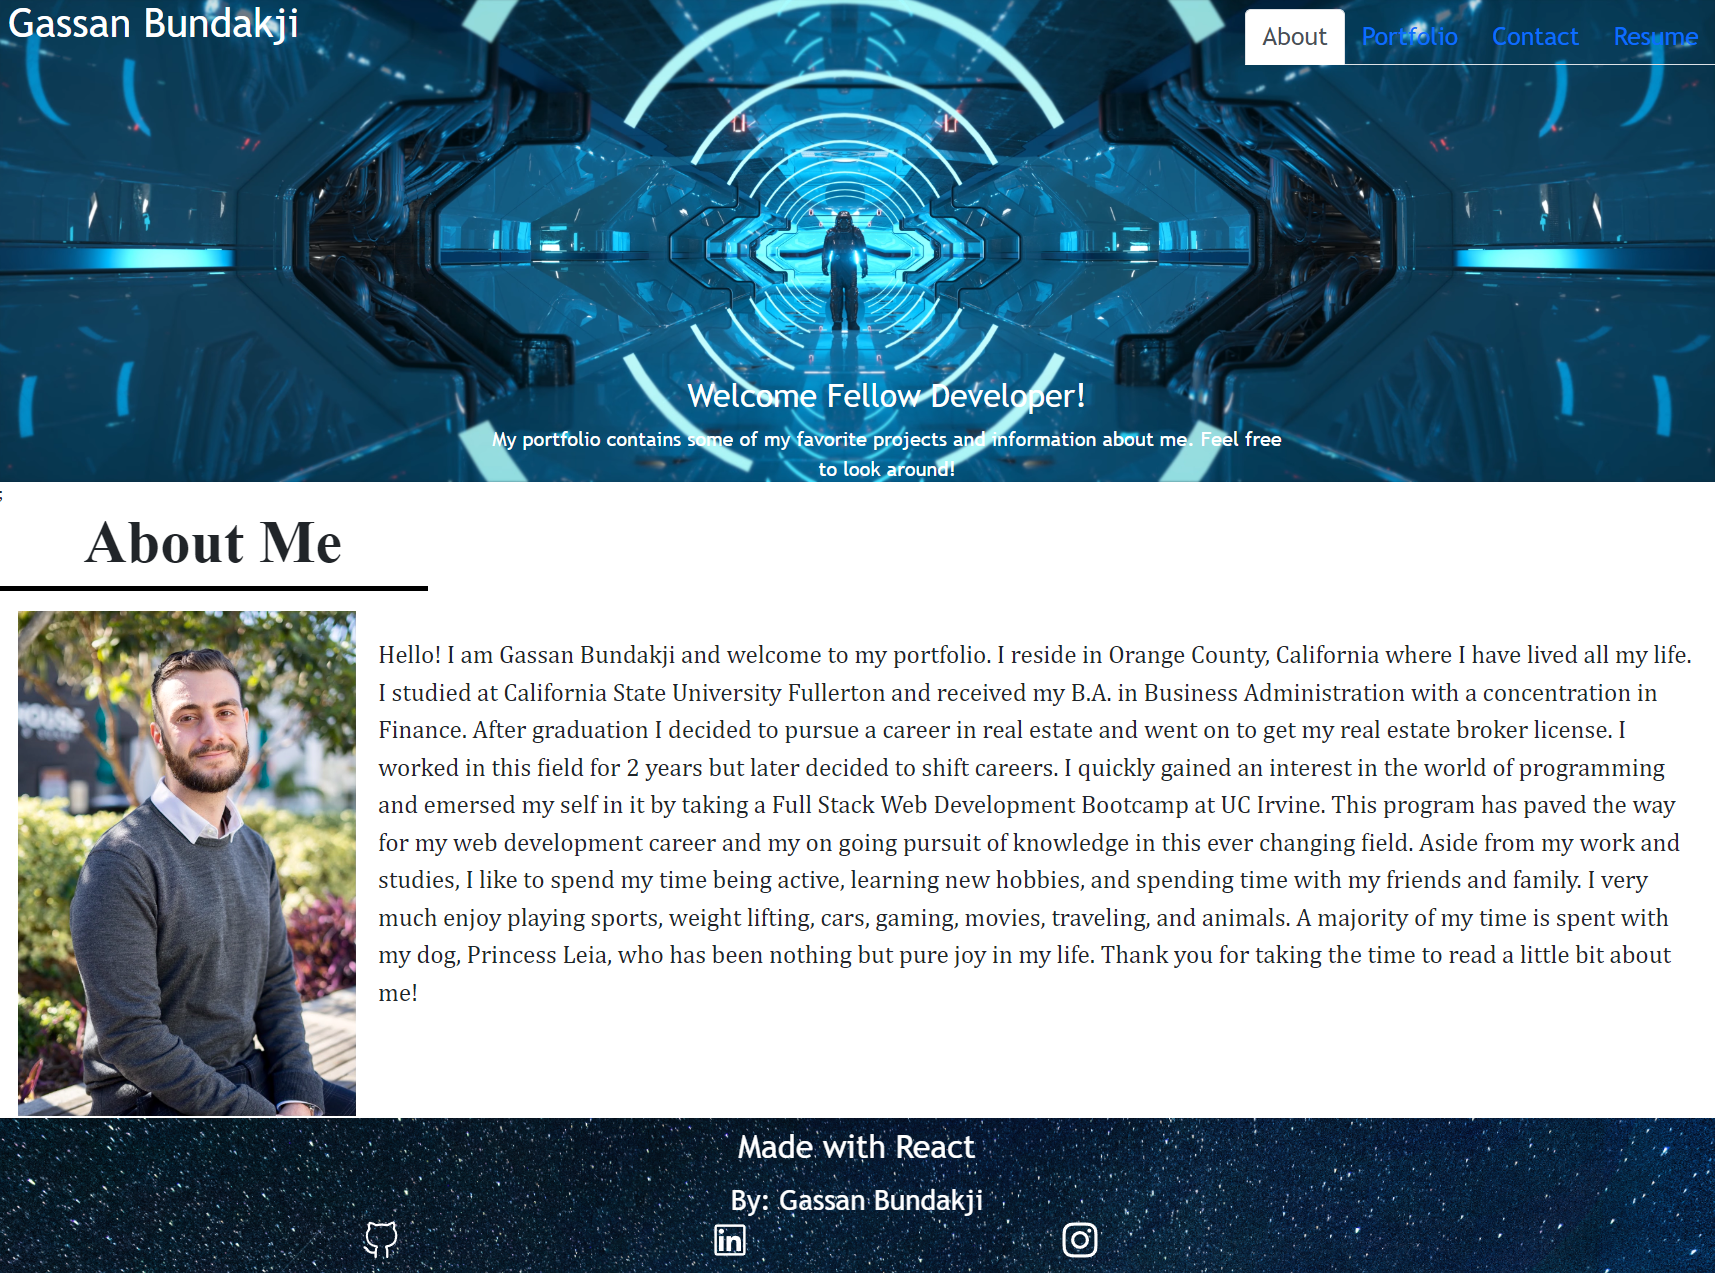 Gassan Bundakji
About
Portfolio
Contact
Resume
Welcome Fellow Developer!
My portfolio contains some of my favorite projects and information about me. Feel free
to look around!
;
About Me
Hello! I am Gassan Bundakji and welcome to my portfolio. I reside in Orange County, California where I have lived all my life.
I studied at California State University Fullerton and received my B.A. in Business Administration with a concentration in
Finance. After graduation I decided to pursue a career in real estate and went on to get my real estate broker license. I
worked in this field for 2 years but later decided to shift careers. I quickly gained an interest in the world of programming
and emersed my self in it by taking a Full Stack Web Development Bootcamp at UC Irvine. This program has paved the way
for my web development career and my on going pursuit of knowledge in this ever changing field. Aside from my work and
studies, I like to spend my time being active, learning new hobbies, and spending time with my friends and family. I very
much enjoy playing sports, weight lifting, cars, gaming, movies, traveling, and animals. A majority of my time is spent with
my dog, Princess Leia, who has been nothing but pure joy in my life. Thank you for taking the time to read a little bit about
me!
Made with React
By: Gassan Bundakji
in